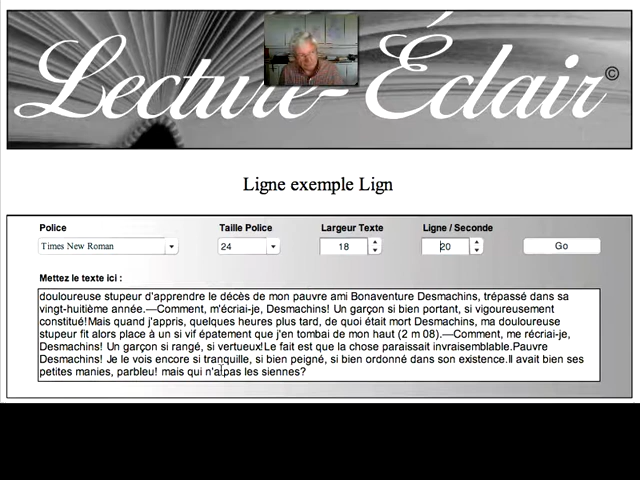 Lecture-Éclair ©
Ligne exemple Lign
Police Taille Police Largeur Texte Ligne / Seconde
Times New Roman 24 18 20 Go
Mettez le texte ici :
douloureuse stupeur d'apprendre le décès de mon pauvre ami Bonaventure Desmachins, trépassé dans sa
vingt-huitième année.—Comment, m'écriai-je, Desmachins! Un garçon si bien portant, si vigoureusement
constitué!Mais quand j'appris, quelques heures plus tard, de quoi était mort Desmachins, ma douloureuse
stupeur fit alors place à un si vif épatement que j'en tombai de mon haut (2 m 08).—Comment, me récriai-je,
Desmachins! Un garçon si rangé, si vertueux!Le fait est que la chose paraissait invraisemblable.Pauvre
Desmachins! Je le vois encore si tranquille, si bien peigné, si bien ordonné dans son existence.Il avait bien ses
petites manies, parbleu! mais qui n'a pas les siennes?